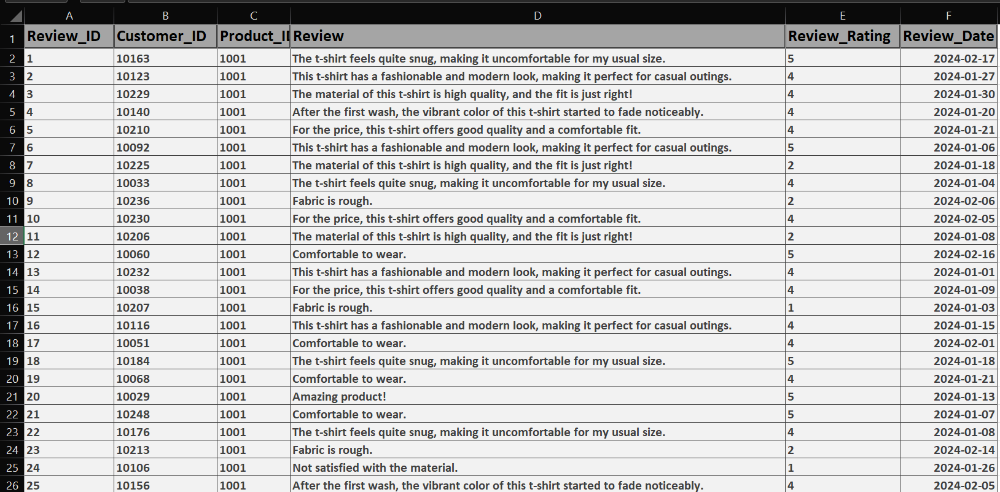 A B C D E F
1 Review_ID Customer_ID Product_I Review Review_Rating Review_Date
2 1 10163 1001 The t-shirt feels quite snug, making it uncomfortable for my usual size. 5 2024-02-17
3 2 10123 1001 This t-shirt has a fashionable and modern look, making it perfect for casual outings. 4 2024-01-27
4 3 10229 1001 The material of this t-shirt is high quality, and the fit is just right! 4 2024-01-30
5 4 10140 1001 After the first wash, the vibrant color of this t-shirt started to fade noticeably. 4 2024-01-20
6 5 10210 1001 For the price, this t-shirt offers good quality and a comfortable fit. 4 2024-01-21
7 6 10092 1001 This t-shirt has a fashionable and modern look, making it perfect for casual outings. 5 2024-01-06
8 7 10225 1001 The material of this t-shirt is high quality, and the fit is just right! 2 2024-01-18
9 8 10033 1001 The t-shirt feels quite snug, making it uncomfortable for my usual size. 4 2024-01-04
10 9 10236 1001 Fabric is rough. 2 2024-02-06
11 10 10230 1001 For the price, this t-shirt offers good quality and a comfortable fit. 4 2024-02-05
12 11 10206 1001 The material of this t-shirt is high quality, and the fit is just right! 2 2024-01-08
13 12 10060 1001 Comfortable to wear. 5 2024-02-16
14 13 10232 1001 This t-shirt has a fashionable and modern look, making it perfect for casual outings. 4 2024-01-01
15 14 10038 1001 For the price, this t-shirt offers good quality and a comfortable fit. 4 2024-01-09
16 15 10207 1001 Fabric is rough. 1 2024-01-03
17 16 10116 1001 This t-shirt has a fashionable and modern look, making it perfect for casual outings. 4 2024-01-15
18 17 10051 1001 Comfortable to wear. 4 2024-02-01
19 18 10184 1001 The t-shirt feels quite snug, making it uncomfortable for my usual size. 5 2024-01-18
20 19 10068 1001 Comfortable to wear. 4 2024-01-21
21 20 10029 1001 Amazing product! 5 2024-01-13
22 21 10248 1001 Comfortable to wear. 5 2024-01-07
23 22 10176 1001 The t-shirt feels quite snug, making it uncomfortable for my usual size. 4 2024-01-08
24 23 10213 1001 Fabric is rough. 2 2024-02-14
25 24 10106 1001 Not satisfied with the material. 1 2024-01-26
26 25 10156 1001 After the first wash, the vibrant color of this t-shirt started to fade noticeably. 4 2024-02-05